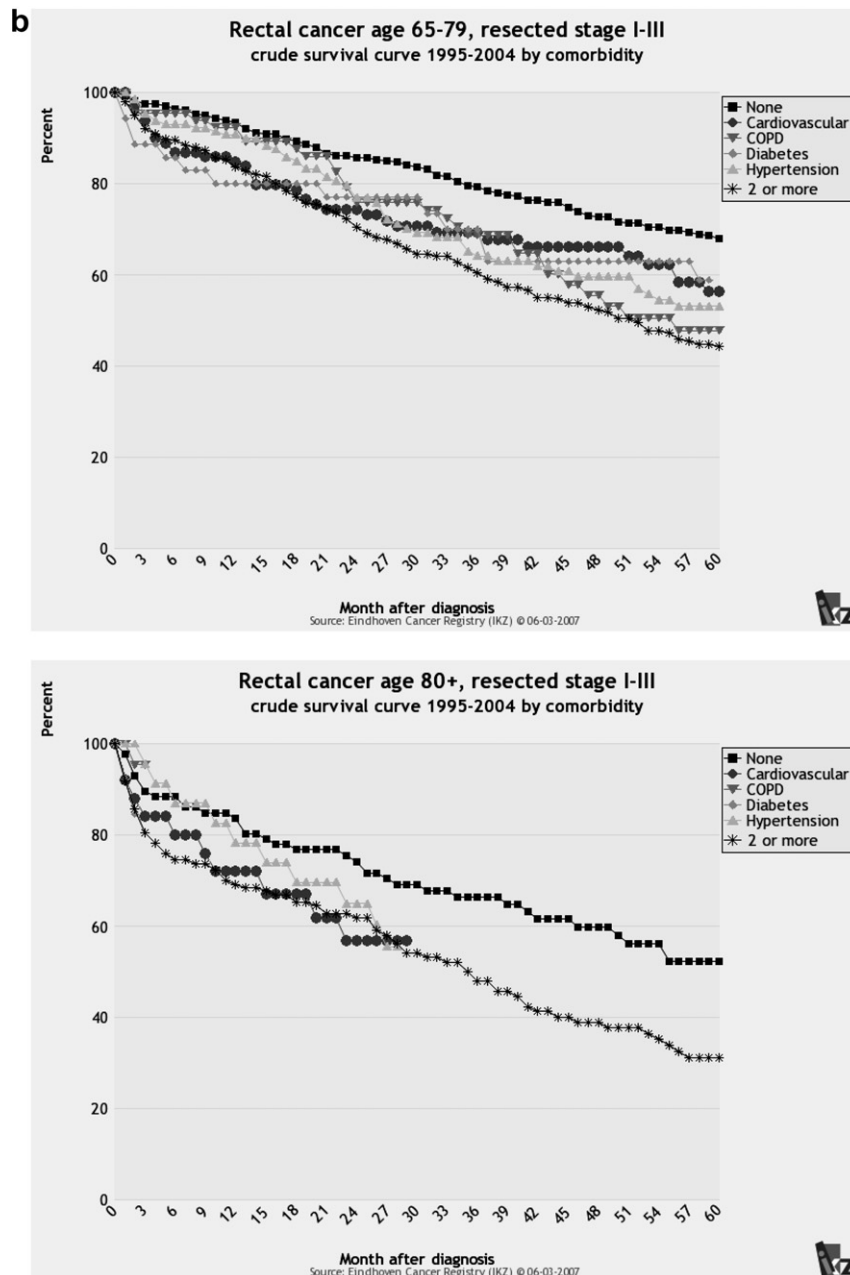 b
Rectal cancer age 65-79, resected stage I-III
crude survival curve 1995-2004 by comorbidity
Percent
100
80
60
40
20
0
0 3 6 9 12 15 18 21 24 27 30 33 36 39 42 45 48 51 54 57 60
None
Cardiovascular
COPD
Diabetes
Hypertension
2 or more
Month after diagnosis
Source: Eindhoven Cancer Registry (IKZ) © 06-03-2007
Rectal cancer age 80+, resected stage I-III
crude survival curve 1995-2004 by comorbidity
Percent
100
80
60
40
20
0
0 3 6 9 12 15 18 21 24 27 30 33 36 39 42 45 48 51 54 57 60
None
Cardiovascular
COPD
Diabetes
Hypertension
2 or more
Month after diagnosis
Source: Eindhoven Cancer Registry (IKZ) © 06-03-2007